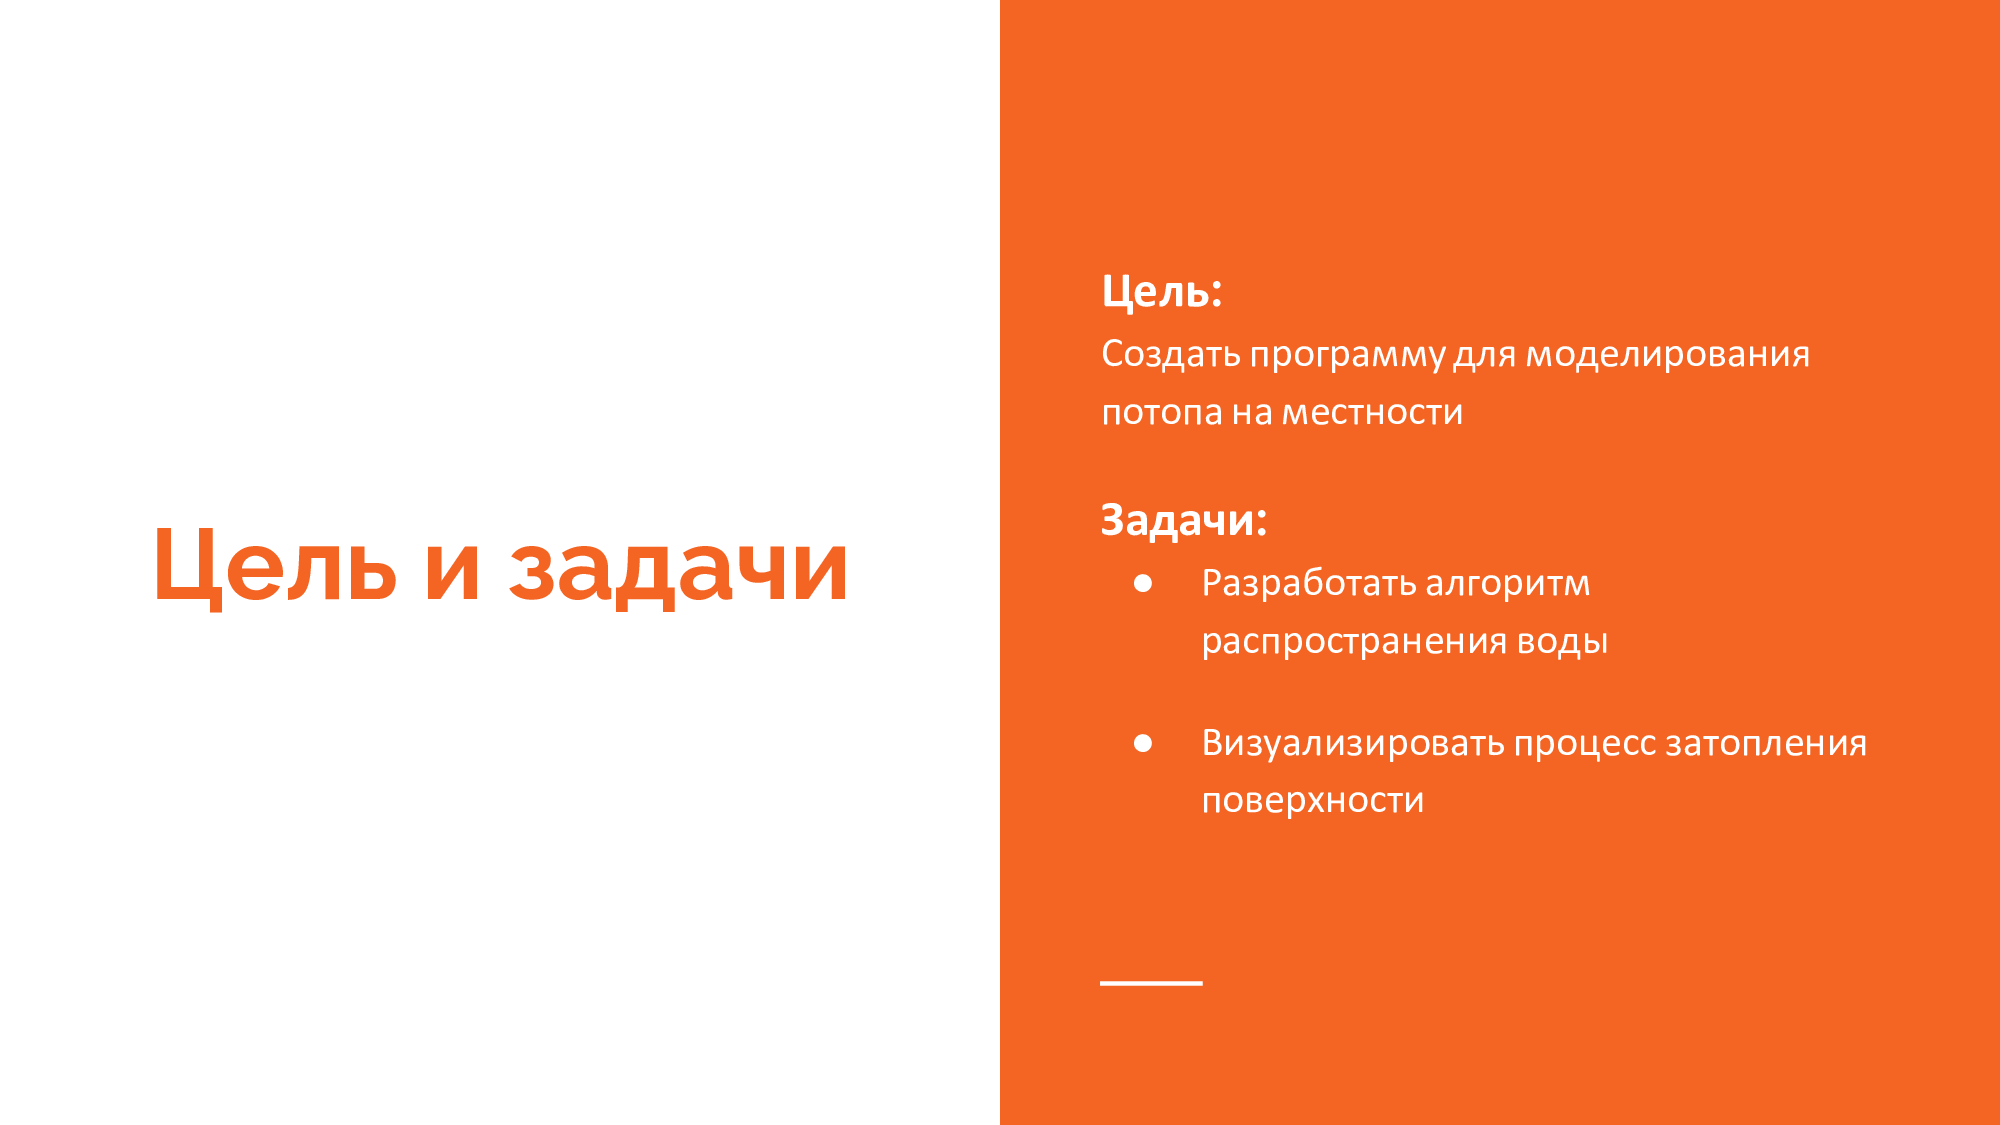 Цель и задачи
Цель:
Создать программу для моделирования
потопа на местности
Задачи:
● Разработать алгоритм
распространения воды
● Визуализировать процесс затопления
поверхности